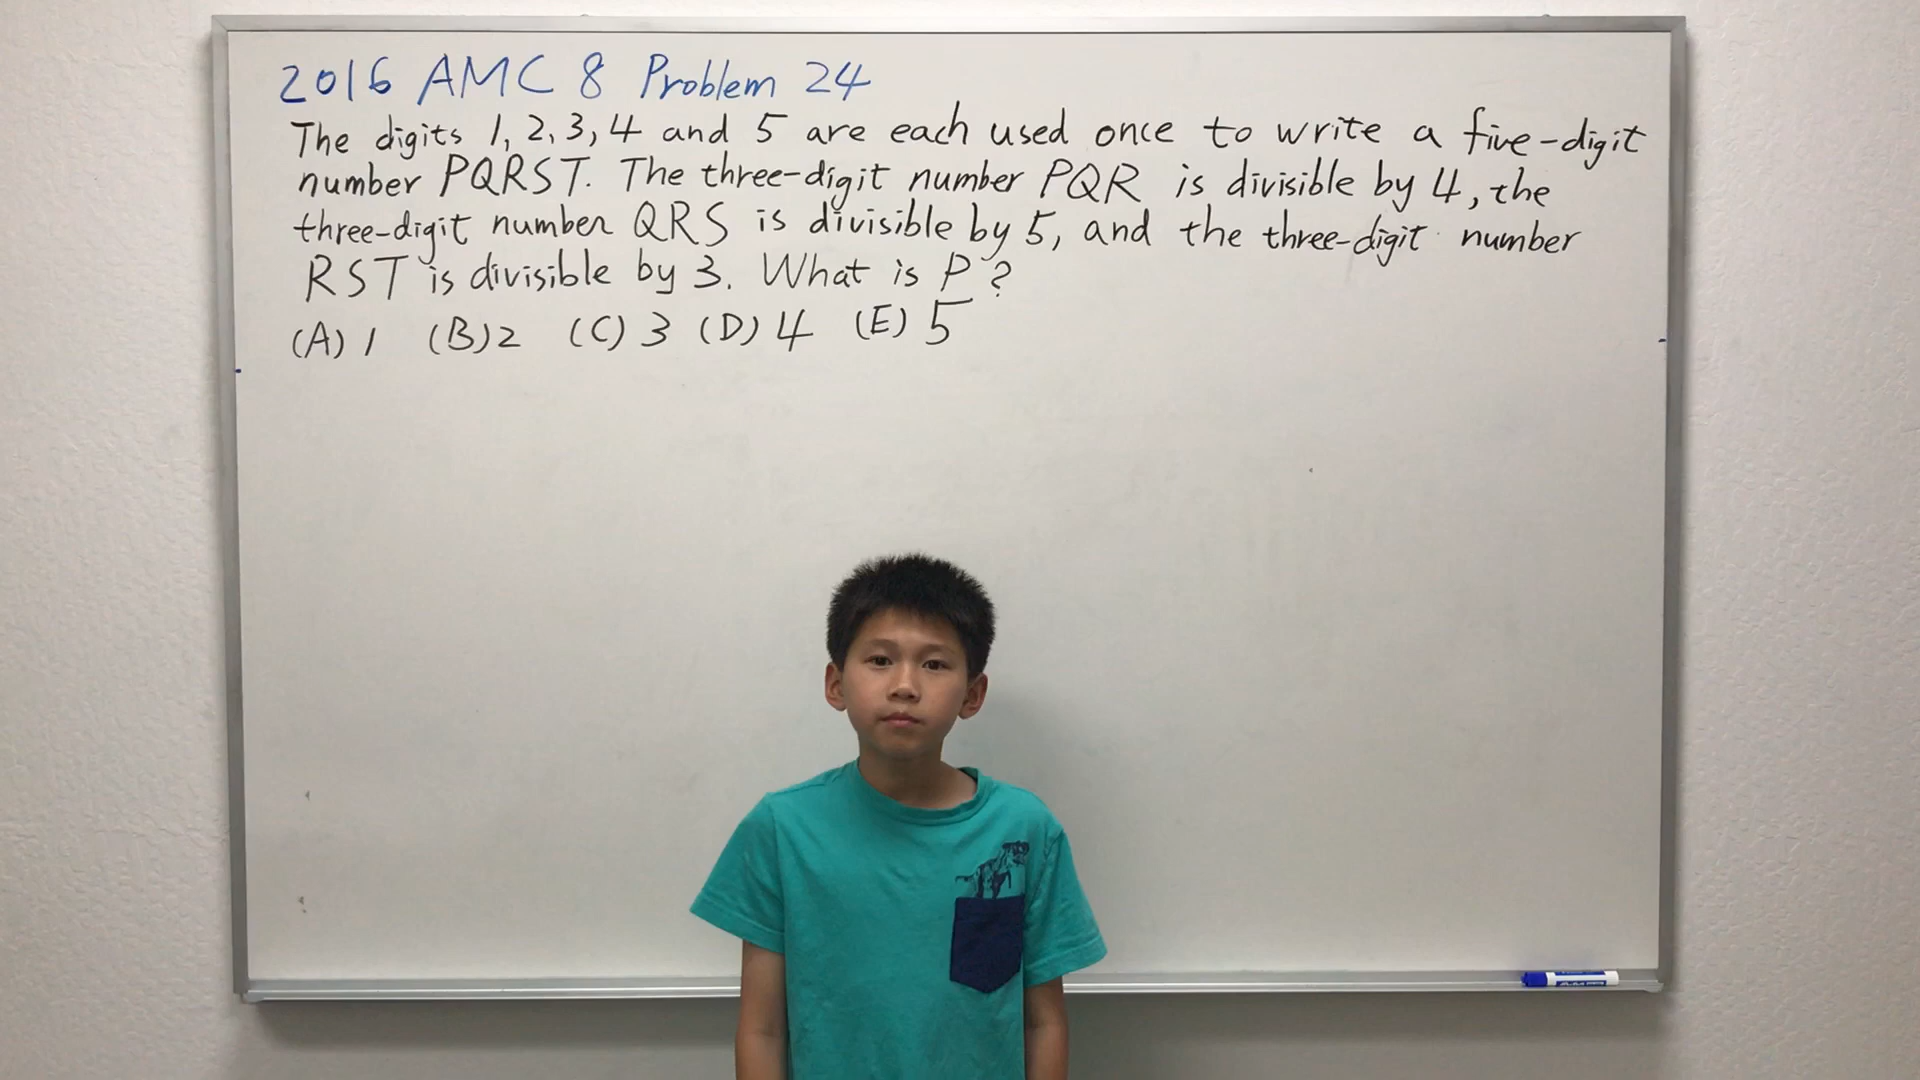 2016 AMC 8 Problem 24
The digits 1, 2, 3, 4 and 5 are each used once to write a five-digit
number PQRST. The three-digit number PQR is divisible by 4, the
three-digit number QRS is divisible by 5, and the three-digit number
RST is divisible by 3. What is P?
(A) 1 (B) 2 (C) 3 (D) 4 (E) 5